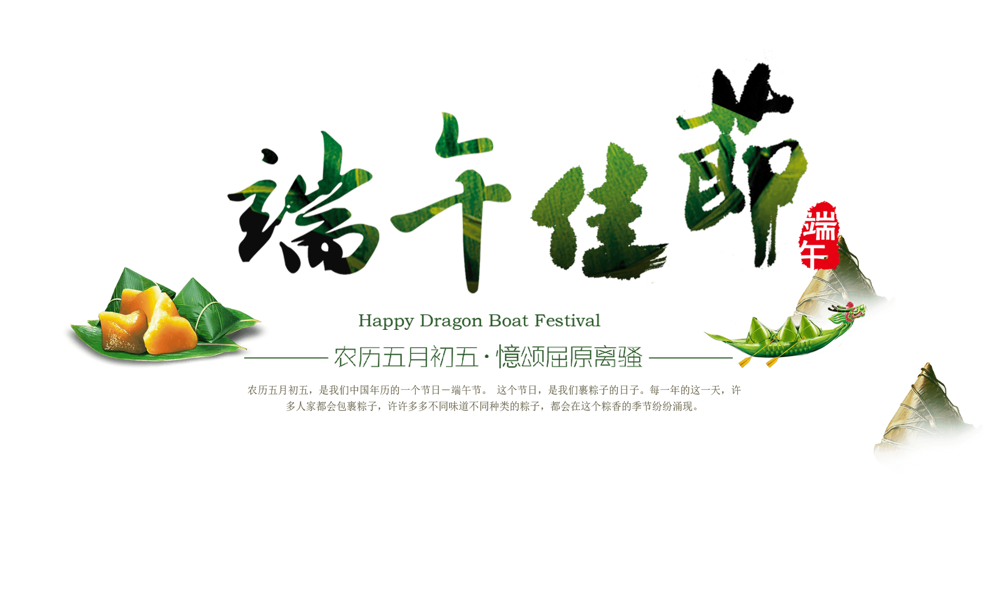 端午佳節
端午
Happy Dragon Boat Festival
农历五月初五·憶颂屈原离骚
农历五月初五，是我们中国年历的一个节日－端午节。 这个节日，是我们裹粽子的日子。每一年的这一天，许
多人家都会包裹粽子，许许多多不同味道不同种类的粽子，都会在这个粽香的季节纷纷涌现。